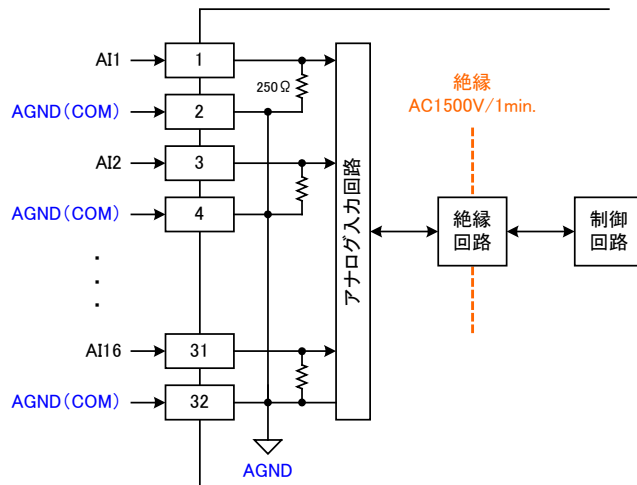 AI1
1
250Ω
AGND(COM)
2
AI2
3
AGND(COM)
4
・
・
・
AI16
31
AGND(COM)
32
AGND
アナログ入力回路
絶縁
AC1500V/1min.
絶縁
回路
制御
回路